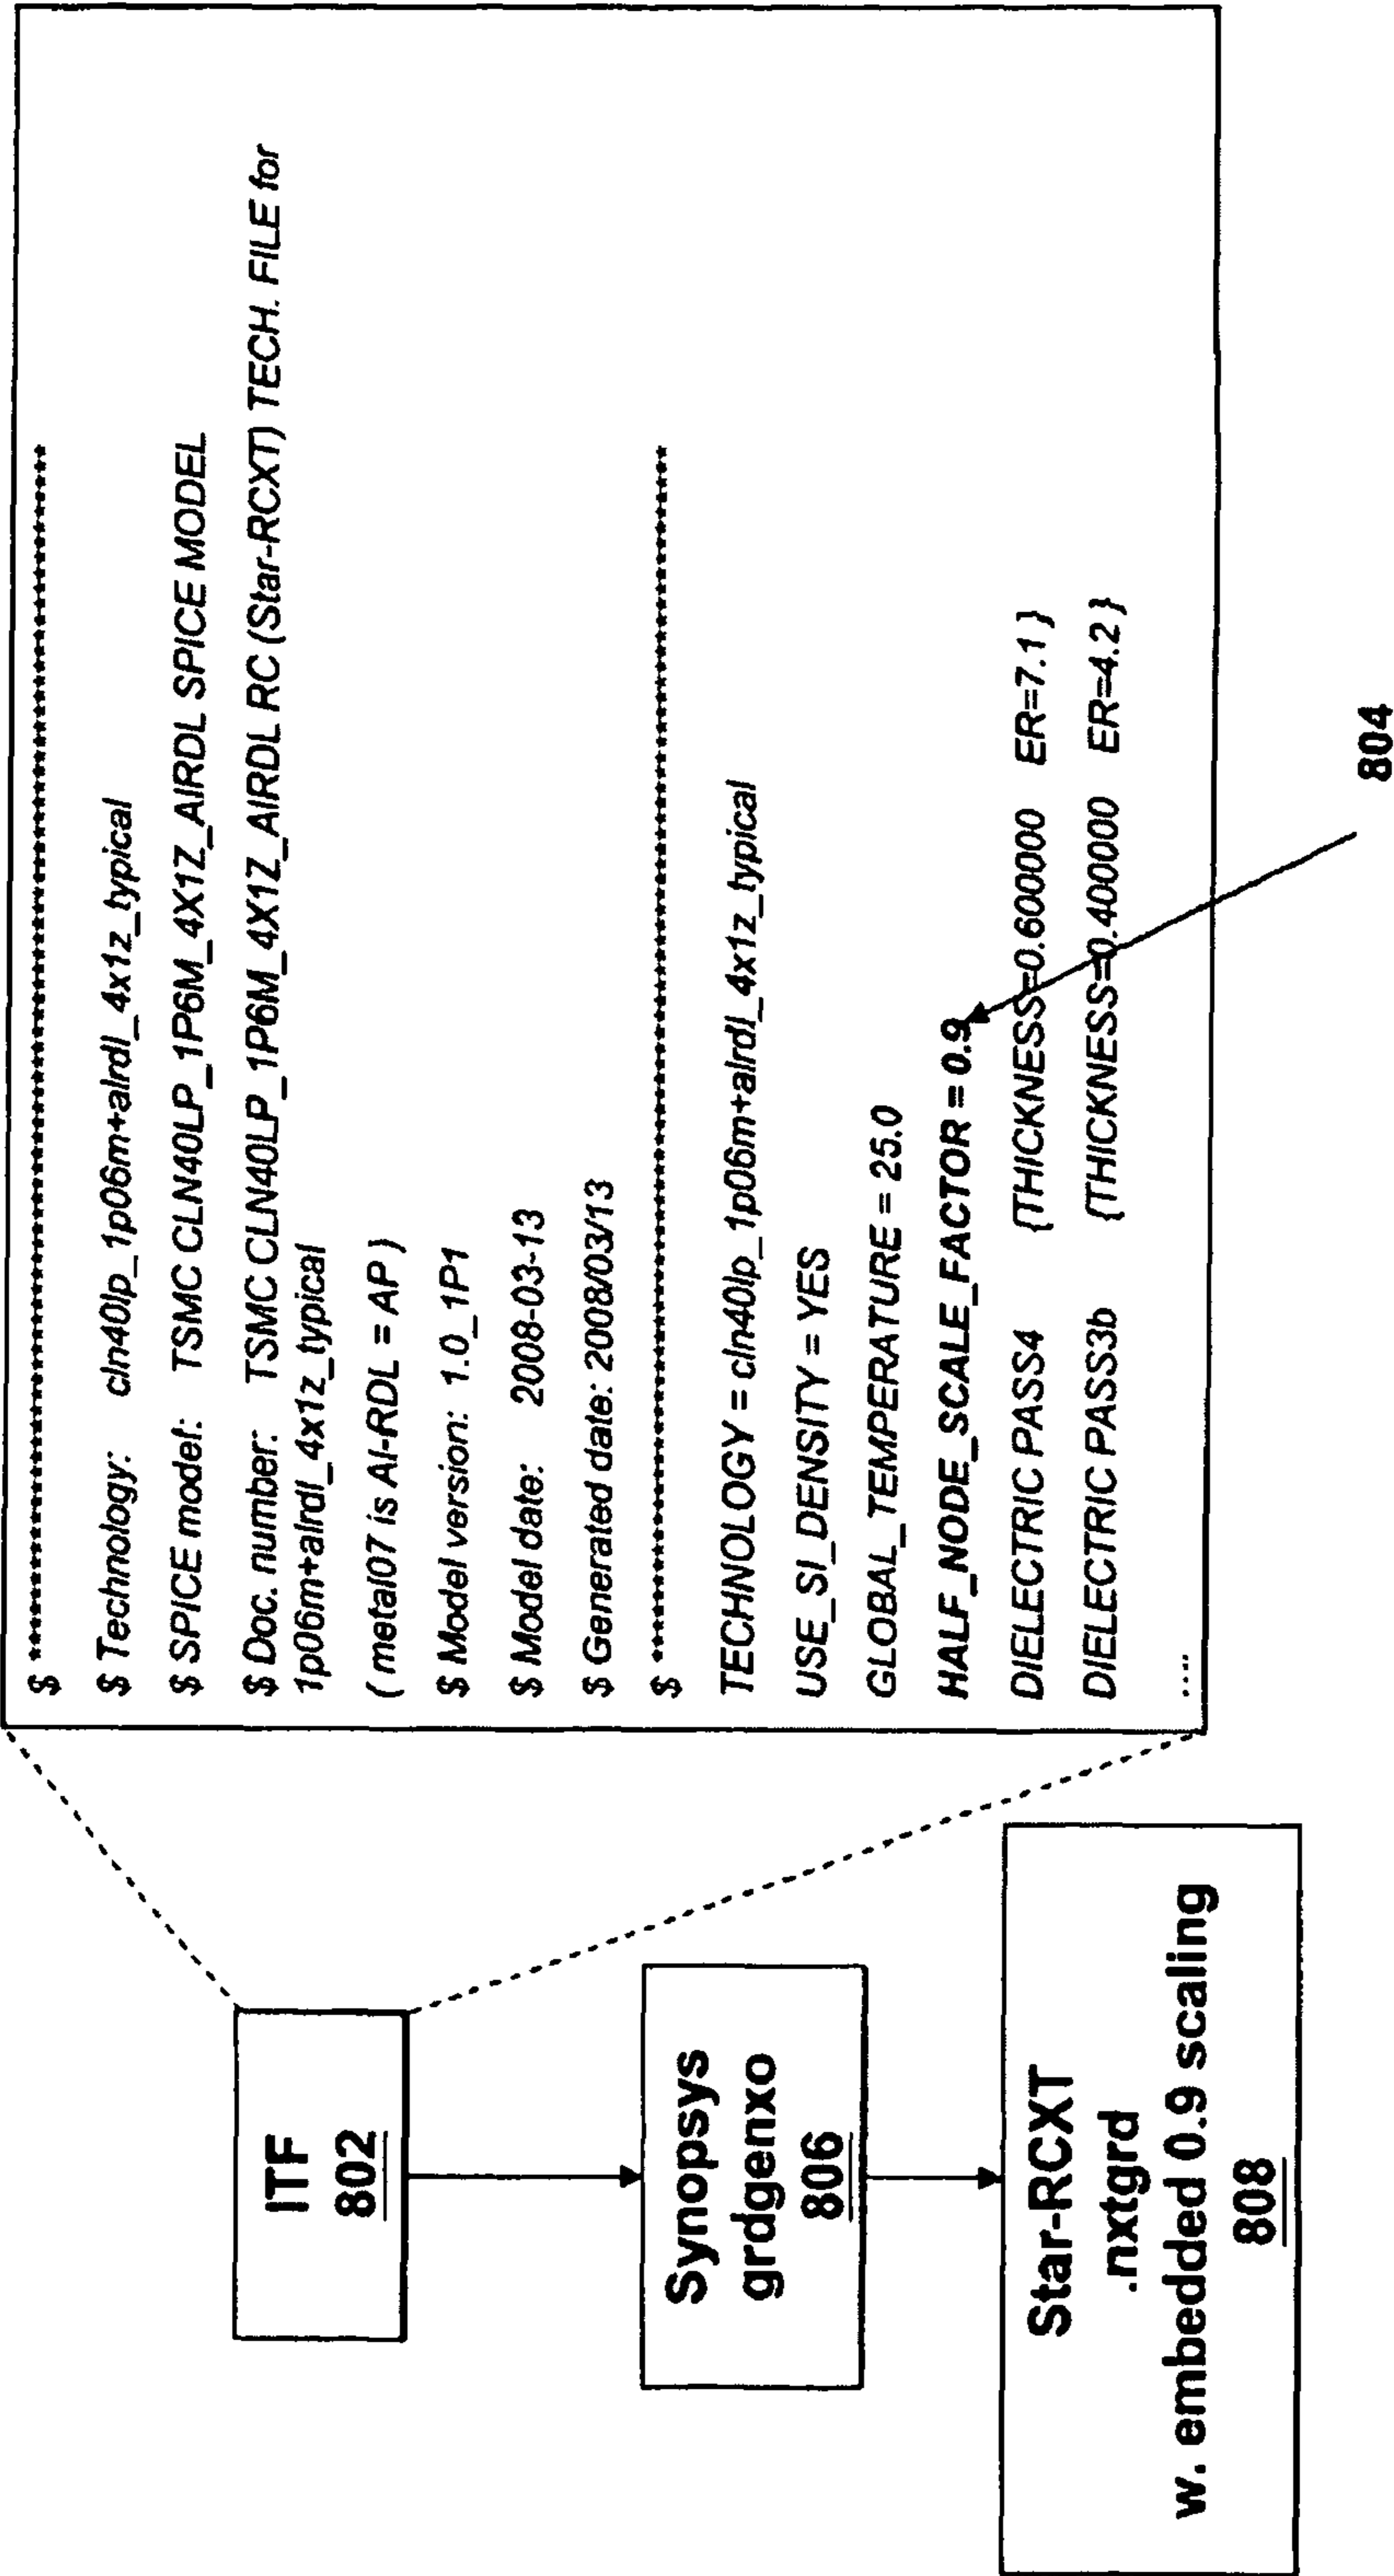 ITF
802
Synopsys
grdgenxo
806
Star-RCXT
.nxtgrd
w. embedded 0.9 scaling
808
$ ************************************************************
$ Technology: cln40lp_1p06m+alrdl_4x1z_typical
$ SPICE model: TSMC CLN40LP_1P6M_4X1Z_AIRDL SPICE MODEL
$ Doc. number: TSMC CLN40LP_1P6M_4X1Z_AIRDL RC (Star-RCXT) TECH. FILE for
1p06m+alrdl_4x1z_typical
( metal07 is Al-RDL = AP )
$ Model version: 1.0_1P1
$ Model date: 2008-03-13
$ Generated date: 2008/03/13
$ ************************************************************
TECHNOLOGY = cln40lp_1p06m+alrdl_4x1z_typical
USE_SI_DENSITY = YES
GLOBAL_TEMPERATURE = 25.0
HALF_NODE_SCALE_FACTOR = 0.9
DIELECTRIC PASS4 {THICKNESS=0.600000 ER=7.1 }
DIELECTRIC PASS3b {THICKNESS=0.400000 ER=4.2 }
....
804